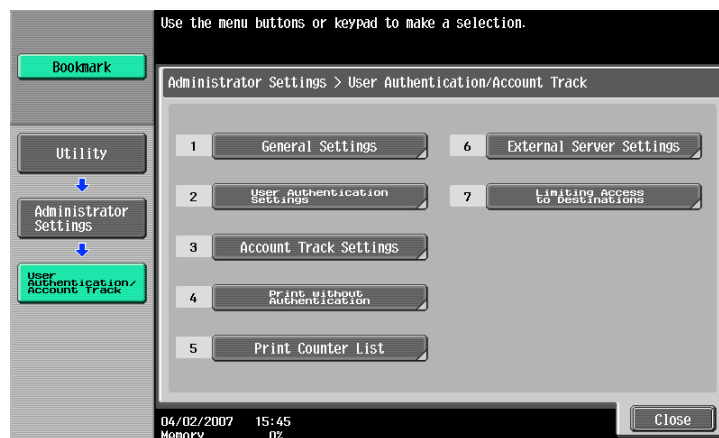 Use the menu buttons or keypad to make a selection.
Bookmark
Administrator Settings > User Authentication/Account Track
Utility
Administrator
Settings
User
Authentication/
Account Track
1 General Settings
2 User Authentication
Settings
3 Account Track Settings
4 Print without
Authentication
5 Print Counter List
6 External Server Settings
7 Limiting Access
to Destinations
04/02/2007 15:45
Memory 0%
Close